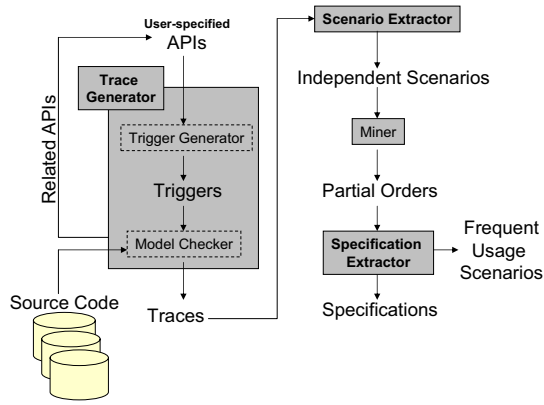 User-specified
APIs
Trace
Generator
Related APIs
Trigger Generator
Triggers
Model Checker
Source Code
Traces
Scenario Extractor
Independent Scenarios
Miner
Partial Orders
Specification
Extractor
Frequent
Usage
Scenarios
Specifications